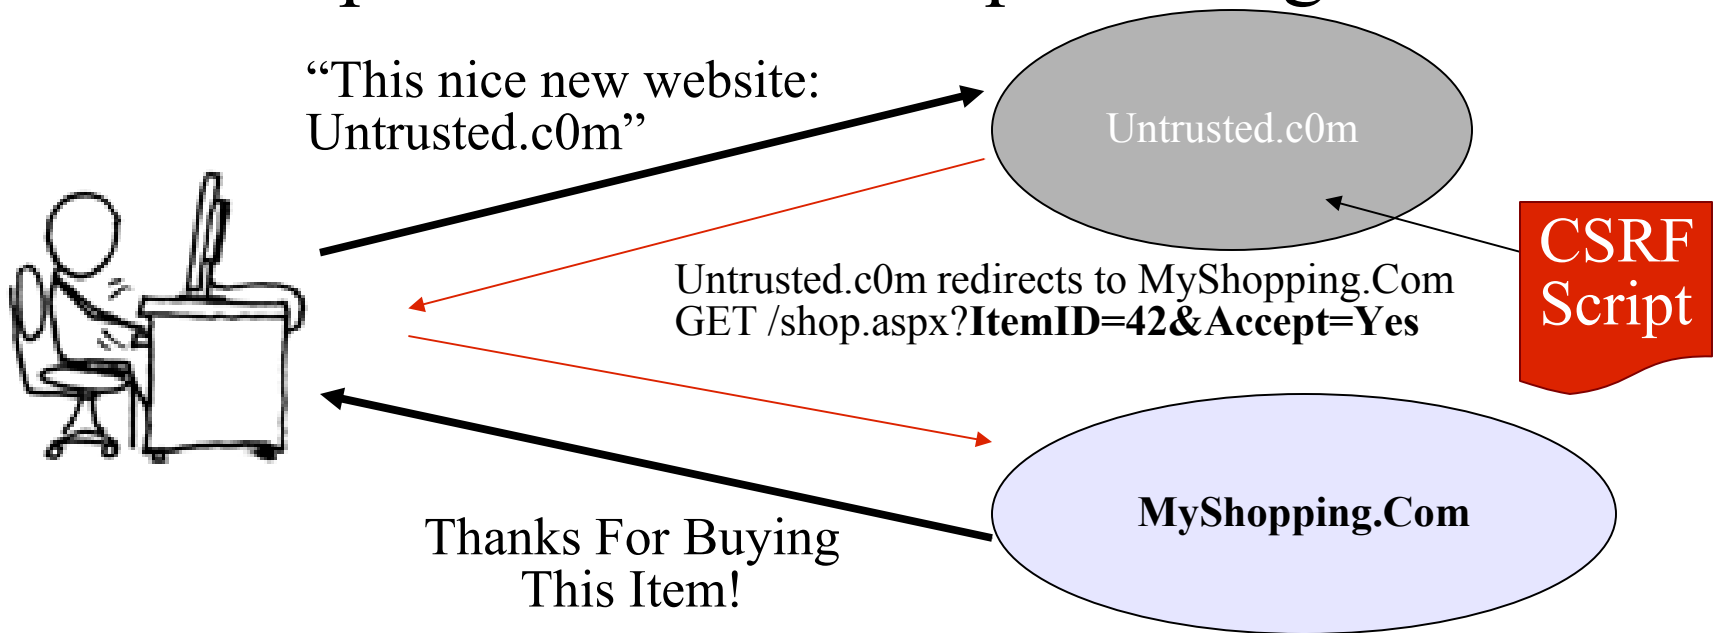 “This nice new website:
Untrusted.c0m”
Untrusted.c0m
CSRF
Script
Untrusted.c0m redirects to MyShopping.Com
GET /shop.aspx?ItemID=42&Accept=Yes
MyShopping.Com
Thanks For Buying
This Item!